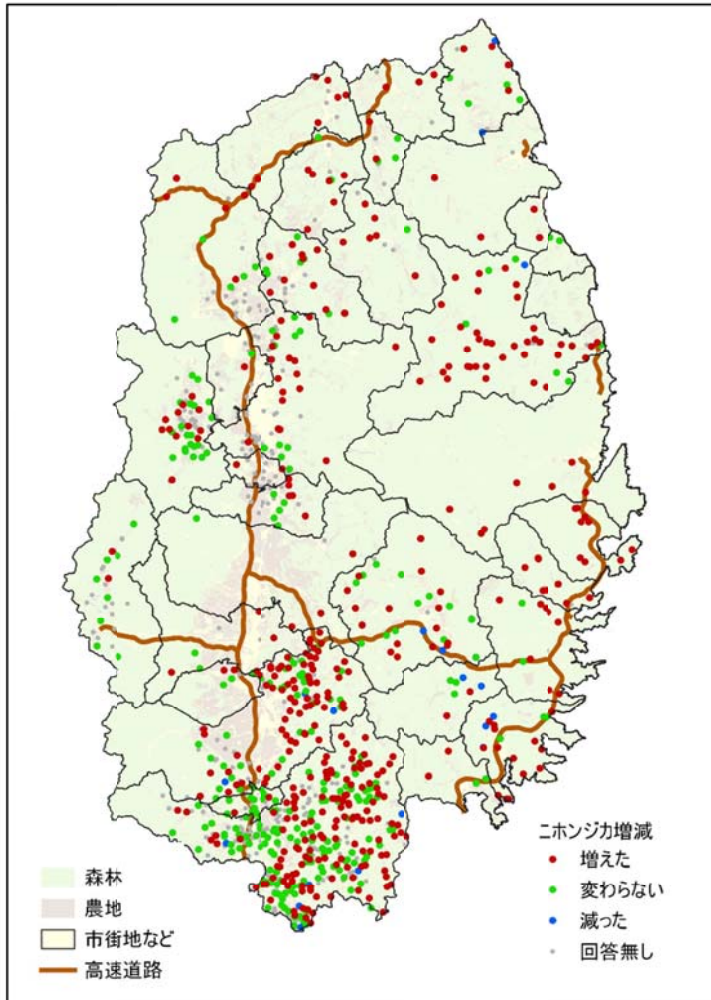 ニホンジカ増減
増えた
変わらない
減った
回答無し
森林
農地
市街地など
高速道路